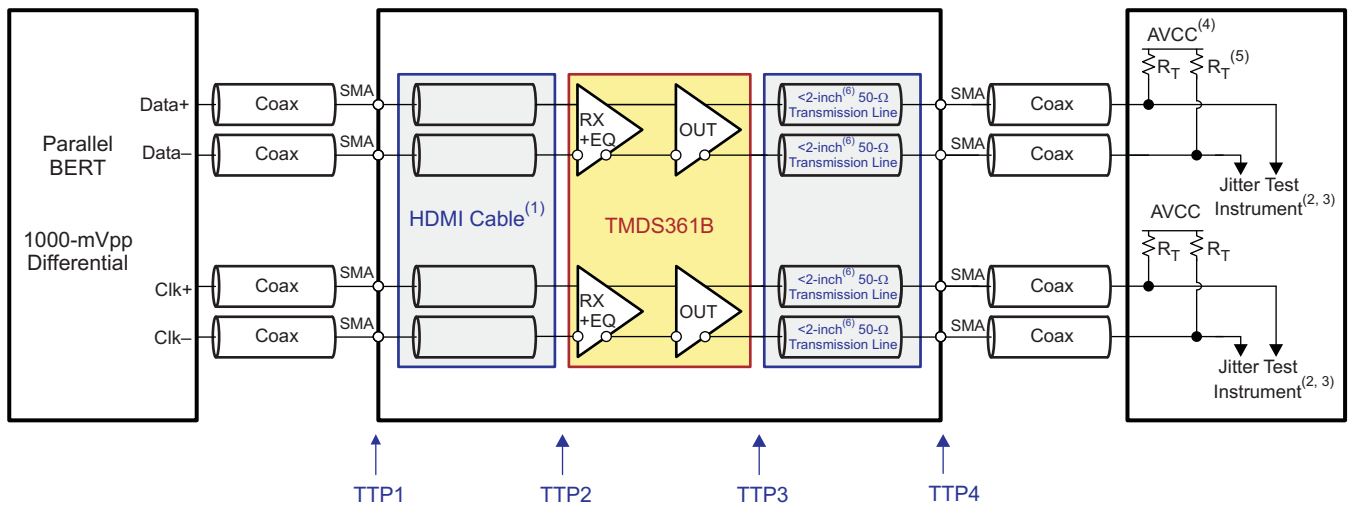 Parallel
BERT
1000-mVpp
Differential
Data+
Data–
Clk+
Clk–
Coax
Coax
Coax
Coax
SMA
SMA
SMA
SMA
HDMI Cable(1)
RX
+EQ
OUT
TMDS361B
RX
+EQ
OUT
<2-inch(6) 50-Ω
Transmission Line
<2-inch(6) 50-Ω
Transmission Line
<2-inch(6) 50-Ω
Transmission Line
<2-inch(6) 50-Ω
Transmission Line
SMA
SMA
SMA
SMA
Coax
Coax
Coax
Coax
AVCC(4)
RT
RT(5)
Jitter Test
Instrument(2, 3)
AVCC
RT
RT
Jitter Test
Instrument(2, 3)
TTP1
TTP2
TTP3
TTP4